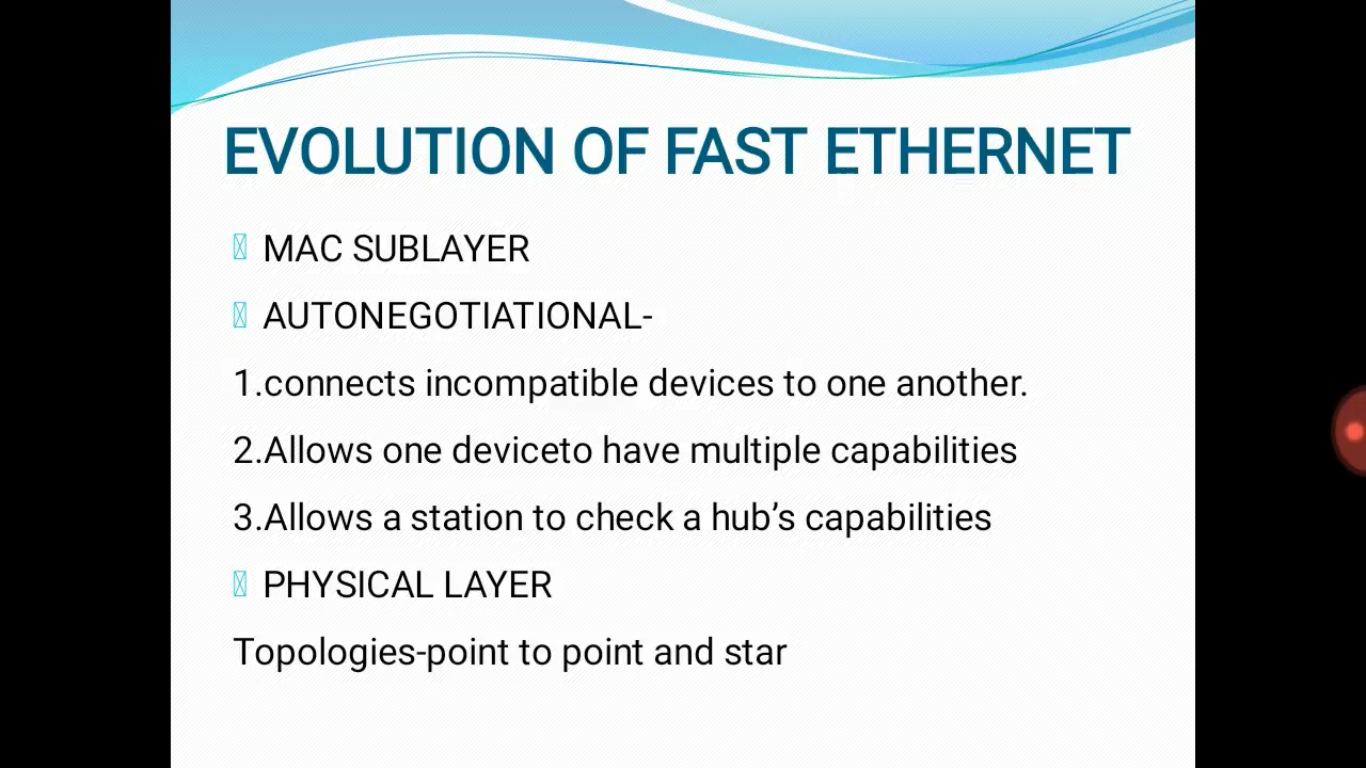 EVOLUTION OF FAST ETHERNET
MAC SUBLAYER
AUTONEGOTIATIONAL-
1.connects incompatible devices to one another.
2.Allows one deviceto have multiple capabilities
3.Allows a station to check a hub’s capabilities
PHYSICAL LAYER
Topologies-point to point and star